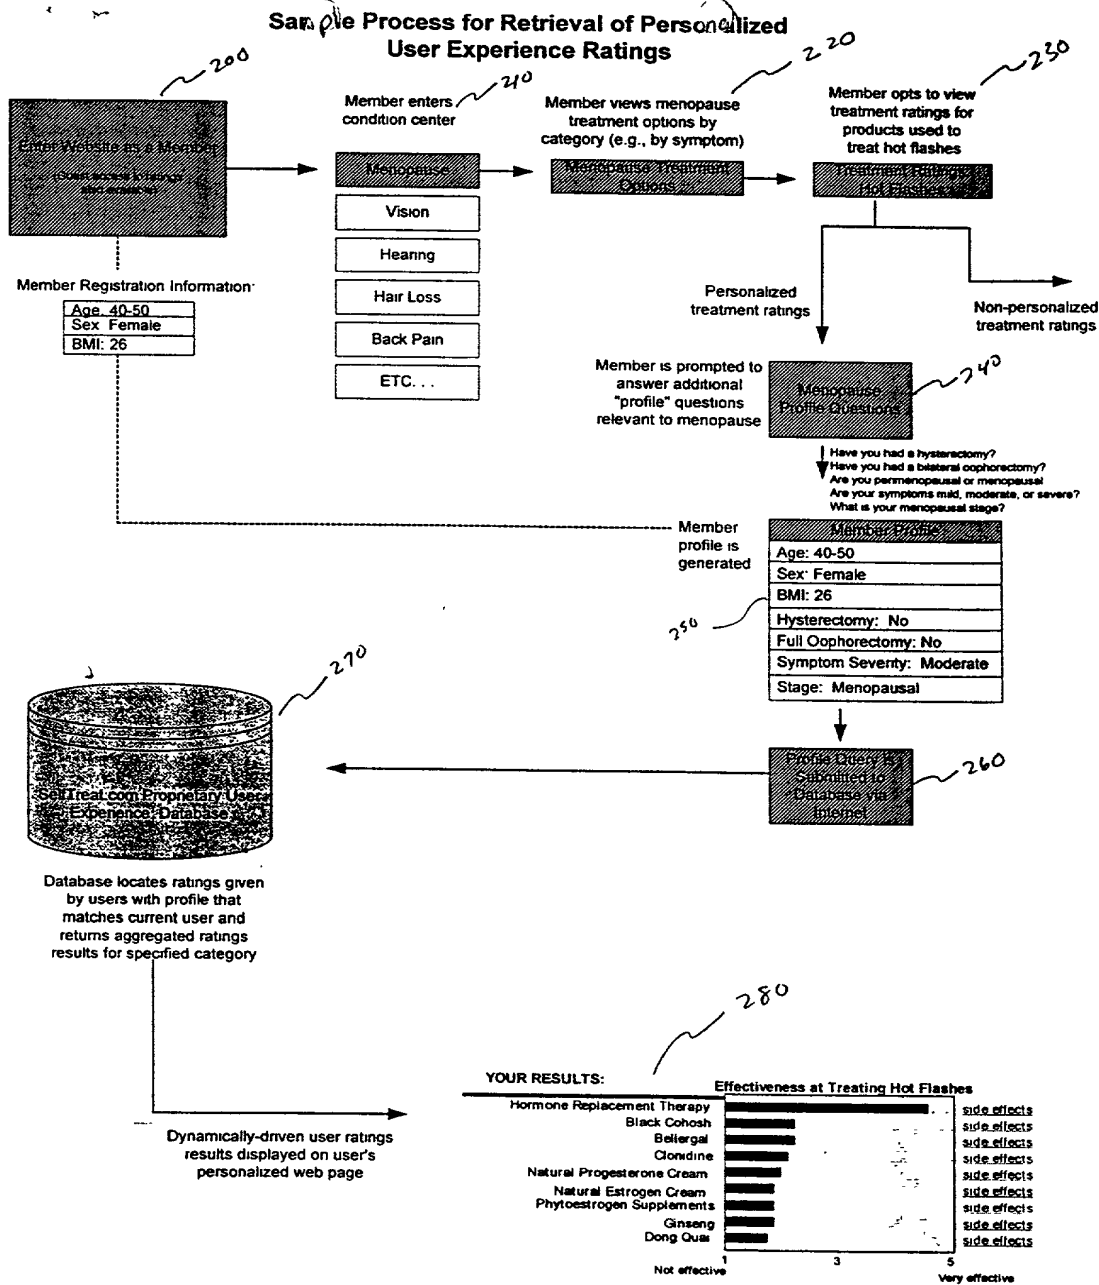 Sample Process for Retrieval of Personalized
User Experience Ratings
200
Enter Website as a Member
also available)
Member Registration Information
Age. 40-50
Sex Female
BMI: 26
Member enters
condition center
210
Menopause
Vision
Hearing
Hair Loss
Back Pain
ETC. . .
220
Member views menopause
treatment options by
category (e.g., by symptom)
Menopause Treatment
Options
230
Member opts to view
treatment ratings for
products used to
treat hot flashes
Treatment Ratings
Hot Flashes
Personalized
treatment ratings
Non-personalized
treatment ratings
Member is prompted to
answer additional
"profile" questions
relevant to menopause
240
Menopause
Profile Questions
Have you had a hysterectomy?
Have you had a bilateral oophorectomy?
Are you perimenopausal or menopausal
Are your symptoms mild, moderate, or severe?
What is your menopausal stage?
Member
profile is
generated
250
Member Profile
Age: 40-50
Sex: Female
BMI: 26
Hysterectomy: No
Full Oophorectomy: No
Symptom Severity: Moderate
Stage: Menopausal
260
Profile Query is
Submitted to
Database via
Internet
270
SelfTreat.com Proprietary User
Experience Database
Database locates ratings given
by users with profile that
matches current user and
returns aggregated ratings
results for specified category
Dynamically-driven user ratings
results displayed on user's
personalized web page
280
YOUR RESULTS:
Effectiveness at Treating Hot Flashes
Hormone Replacement Therapy side effects
Black Cohosh side effects
Bellergal side effects
Clonidine side effects
Natural Progesterone Cream side effects
Natural Estrogen Cream side effects
Phytoestrogen Supplements side effects
Ginseng side effects
Dong Quai side effects
1 3 5
Not effective Very effective